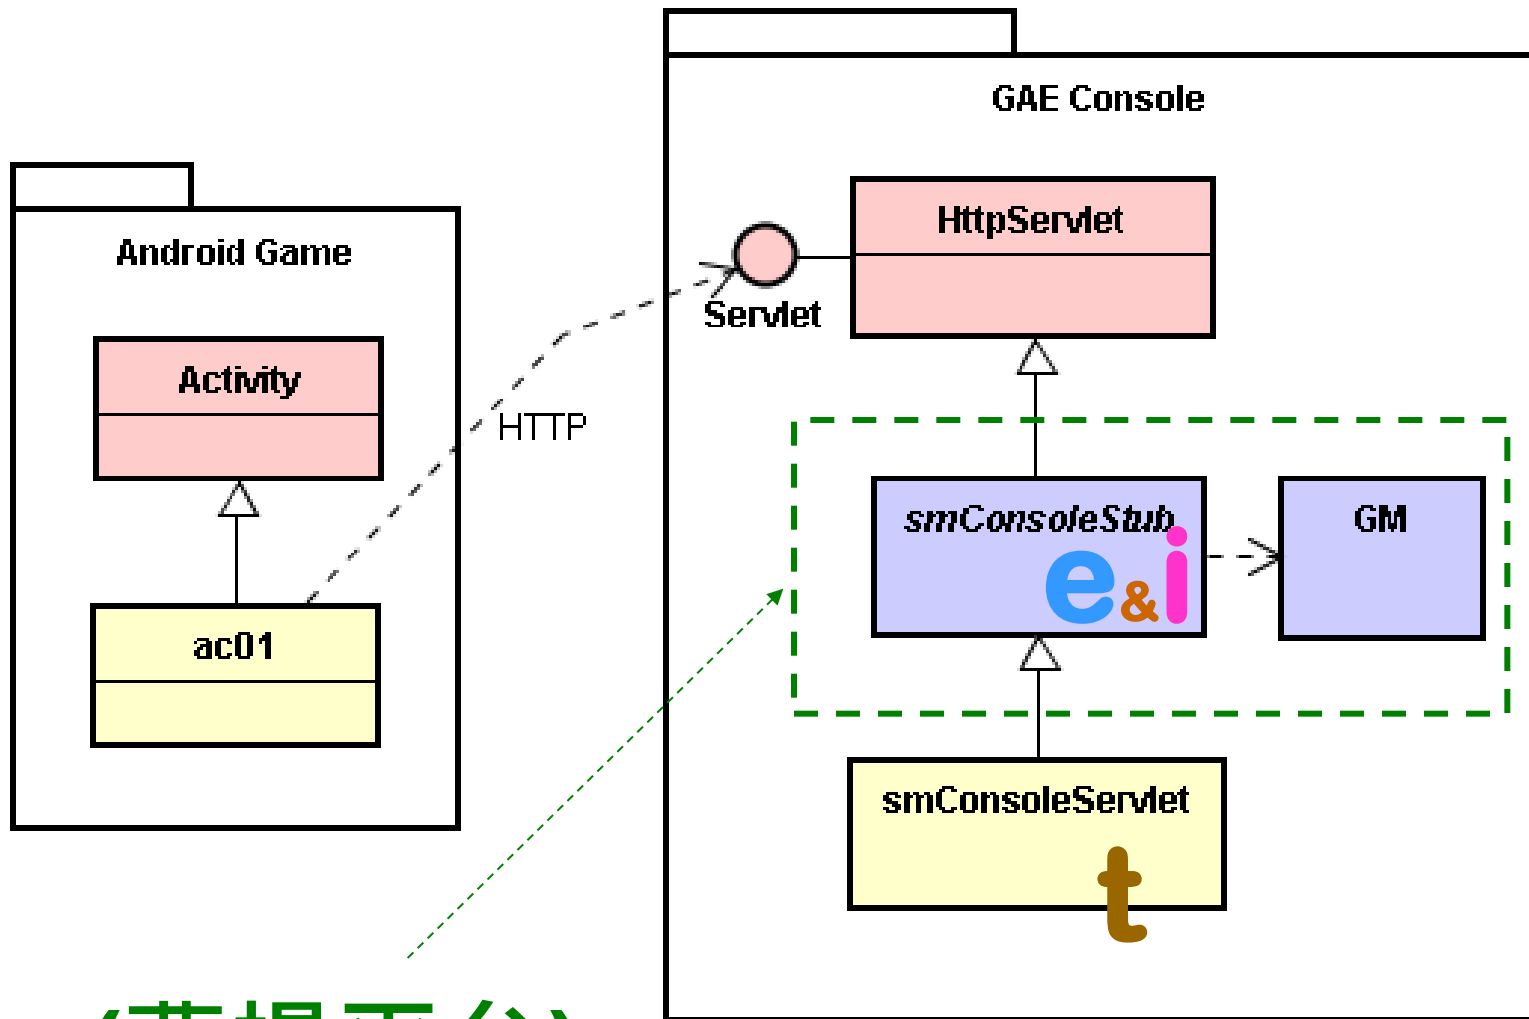 GAE Console
HttpServlet
Servlet
Android Game
Activity
HTTP
smConsoleStub
e&i
GM
ac01
smConsoleServlet
t